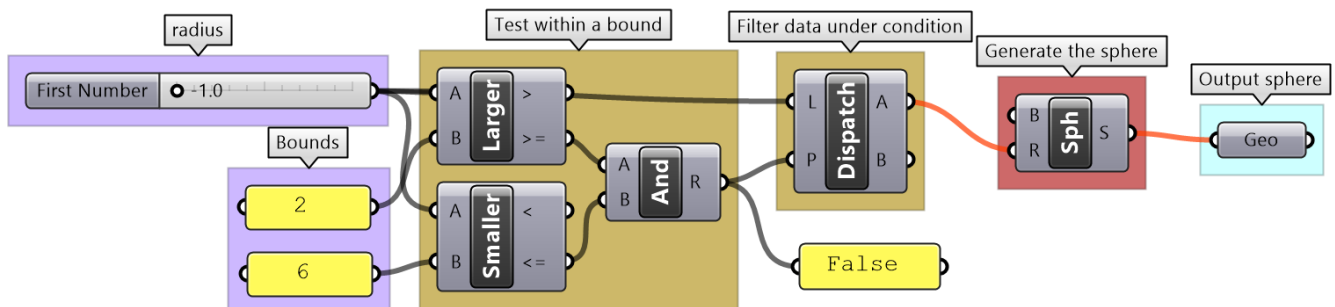 radius
First Number
-1.0
Bounds
2
6
Test within a bound
A
B
Larger
>
>=
A
B
Smaller
<
<=
A
B
And
R
Filter data under condition
L
P
Dispatch
A
B
False
Generate the sphere
B
R
Sph
S
Output sphere
Geo